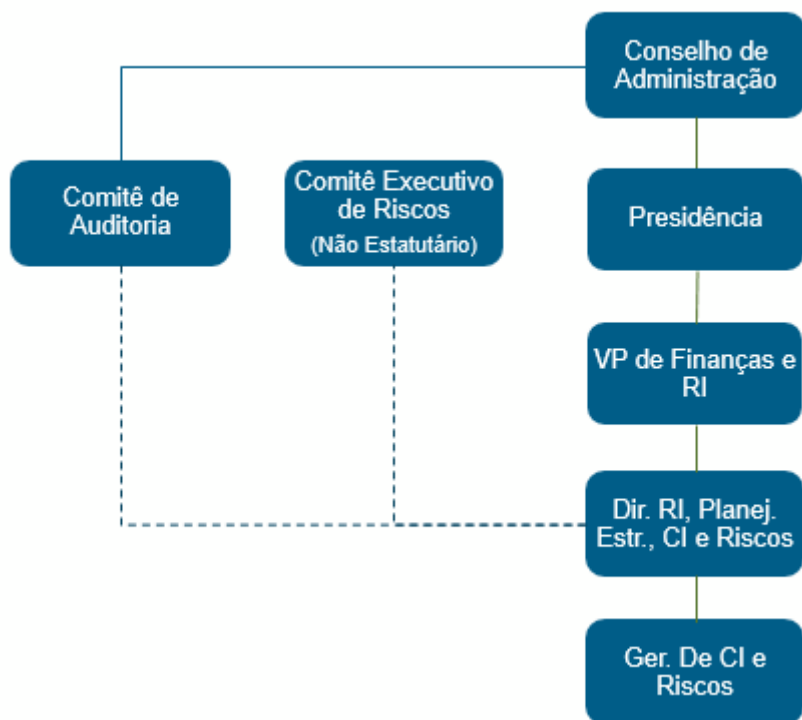 Conselho de
Administração
Comitê de
Auditoria
Comitê Executivo
de Riscos
(Não Estatutário)
Presidência
VP de Finanças e
RI
Dir. RI, Planej.
Estr., CI e Riscos
Ger. De CI e
Riscos